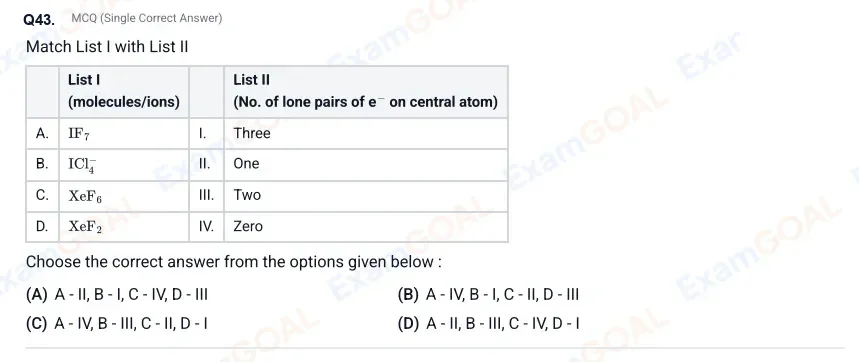 Q43. MCQ (Single Correct Answer)
Match List I with List II
List I
(molecules/ions)
List II
(No. of lone pairs of e⁻ on central atom)
A. IF₇ I. Three
B. ICl₄⁻ II. One
C. XeF₆ III. Two
D. XeF₂ IV. Zero
Choose the correct answer from the options given below :
(A) A - II, B - I, C - IV, D - III
(B) A - IV, B - I, C - II, D - III
(C) A - IV, B - III, C - II, D - I
(D) A - II, B - III, C - IV, D - I
ExamGOAL